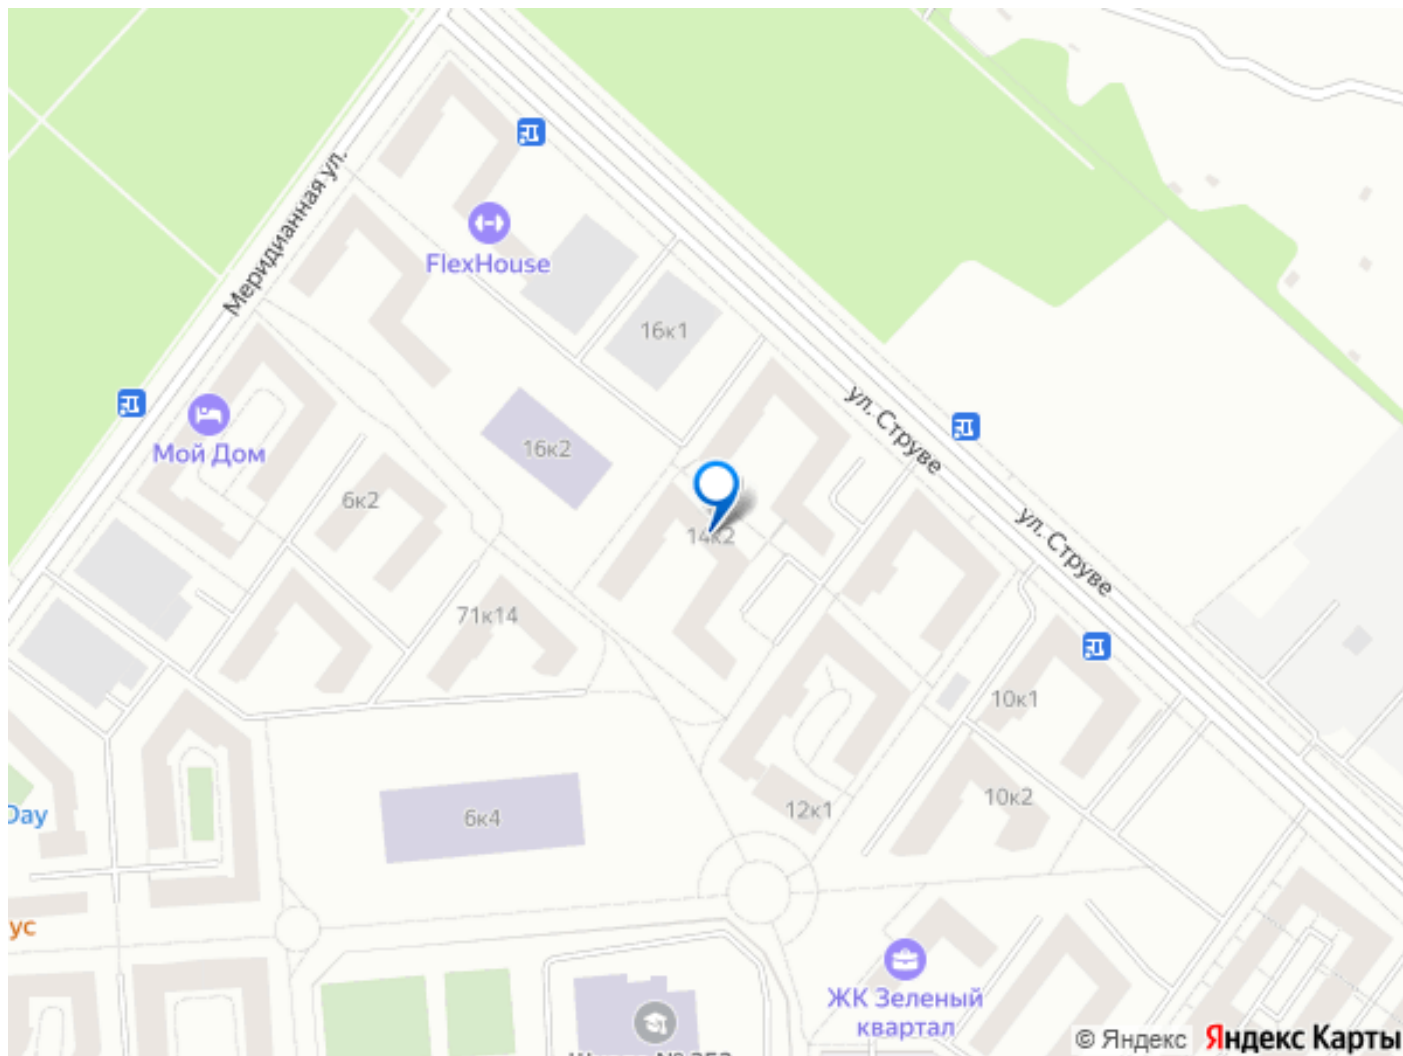 Меридианная ул.
FlexHouse
16к1
ул. Струве
Мой Дом
16к2
6к2
14к2
ул. Струве
71к14
10к1
10к2
12к1
Day
6к4
ус
ЖК Зеленый
квартал
© Яндекс Яндекс Карты